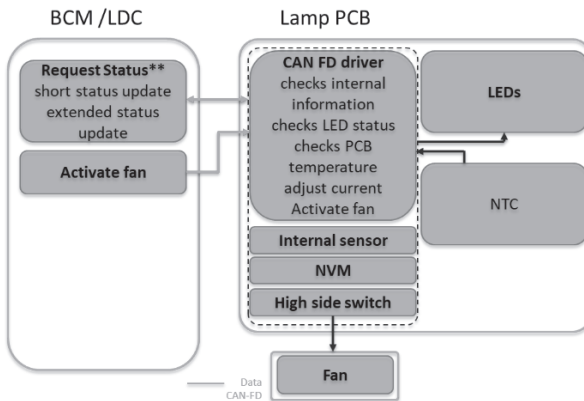 BCM /LDC
Request Status**
short status update
extended status
update
Activate fan
Lamp PCB
CAN FD driver
checks internal
information
checks LED status
checks PCB
temperature
adjust current
Activate fan
Internal sensor
NVM
High side switch
LEDs
NTC
Fan
Data
CAN-FD